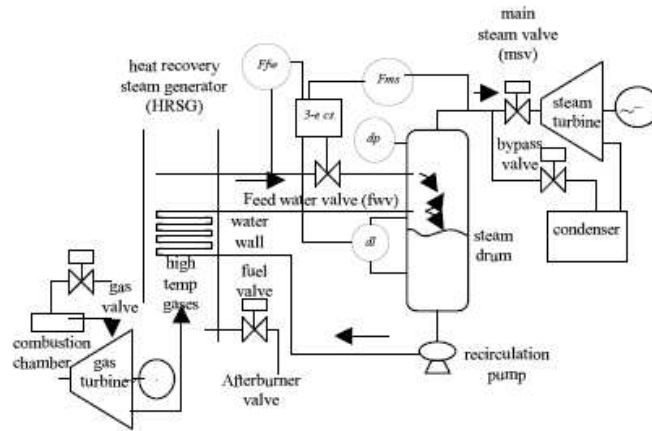 main
steam valve
(msv)
heat recovery
steam generator
(HRSG)
Ffw
Fms
3-e cs
dp
steam
turbine
bypass
valve
Feed water valve (fwv)
water
wall
dl
steam
drum
condenser
high
temp
gases
fuel
valve
gas
valve
combustion
chamber
gas
turbine
Afterburner
valve
recirculation
pump